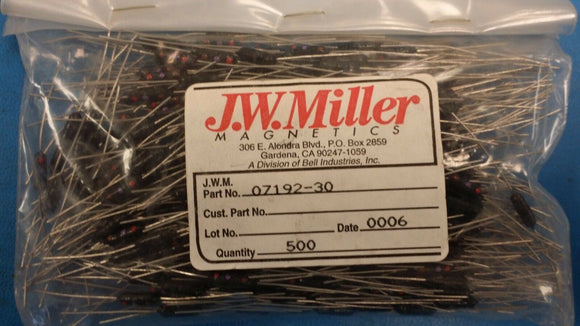 J.W.Miller
MAGNETICS
306 E. Alondra Blvd., P.O. Box 2859
Gardena, CA 90247-1059
A Division of Bell Industries, Inc.
J.W.M.
Part No. 07192-30
Cust. Part No.
Lot No. Date 0006
Quantity 500